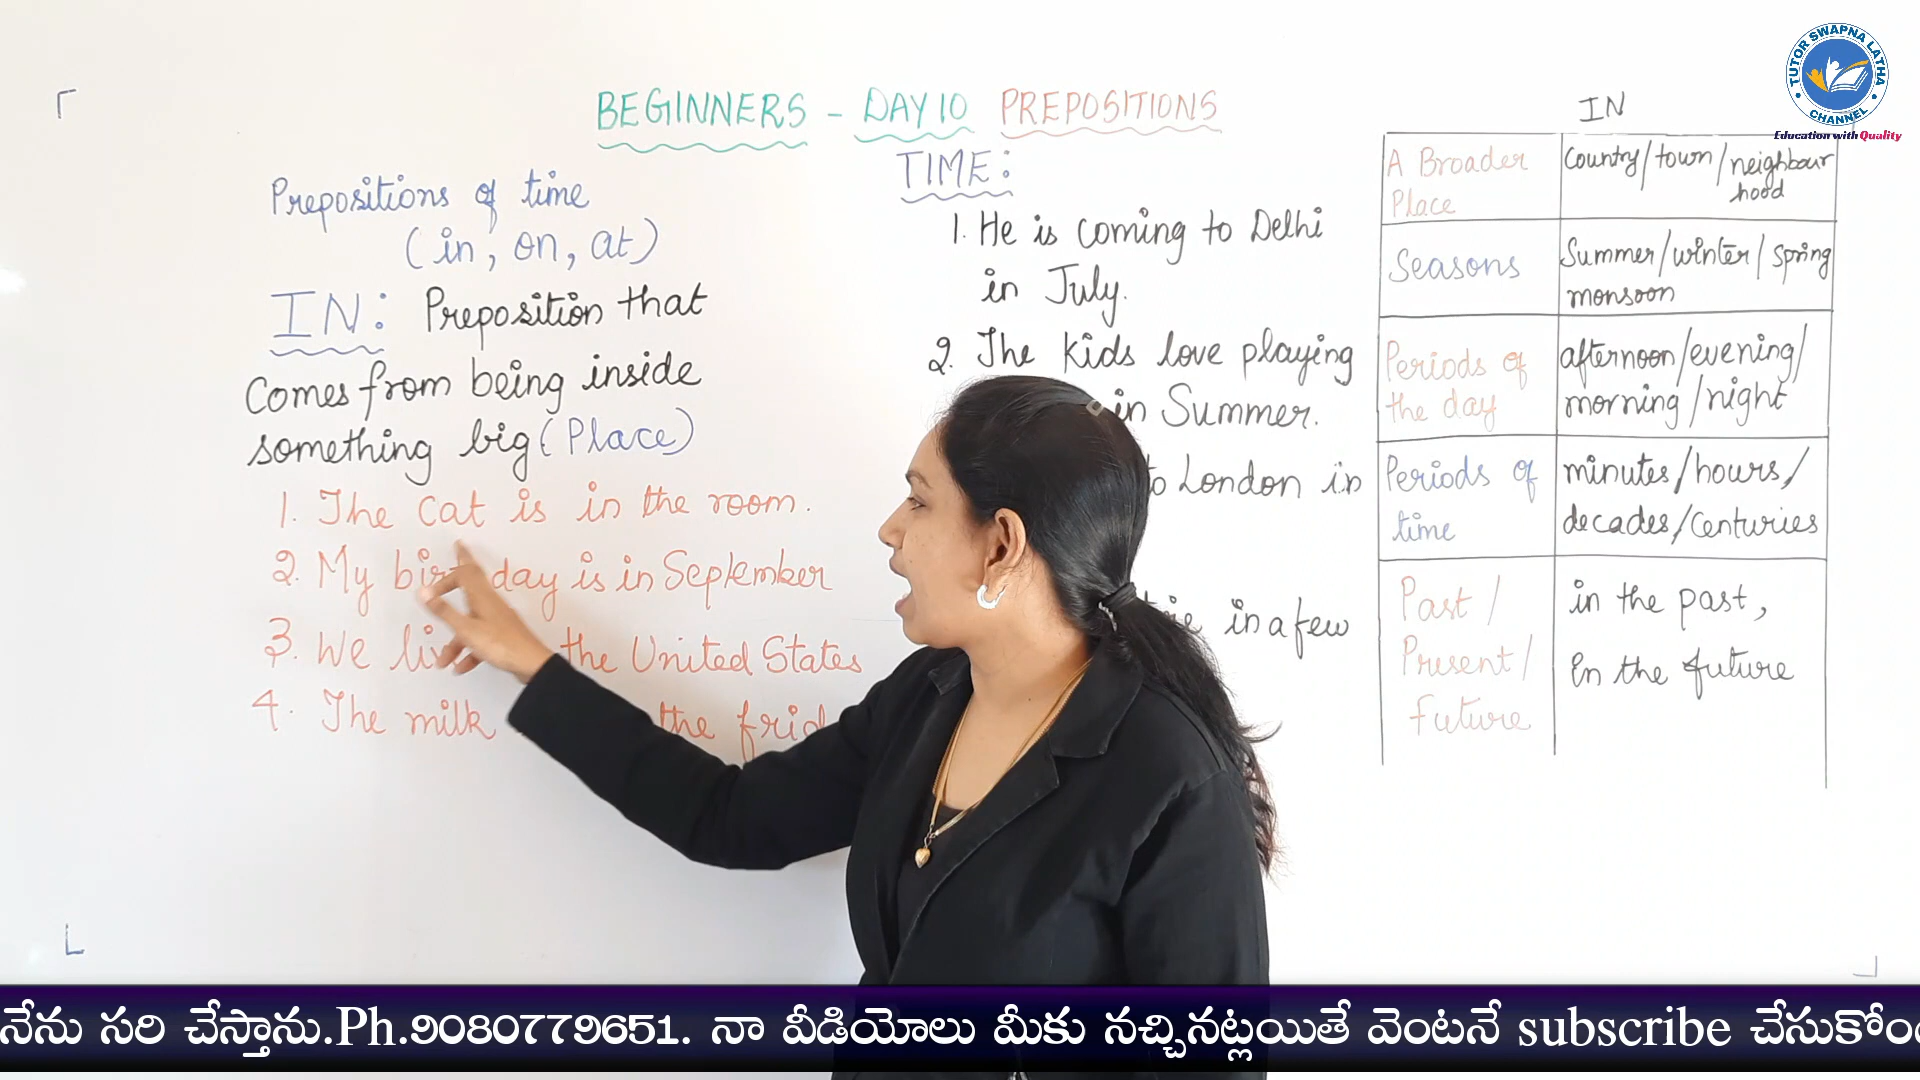 BEGINNERS - DAY 10 PREPOSITIONS
Prepositions of time
(in, on, at)
IN: Preposition that
Comes from being inside
something big (Place)
1. The cat is in the room.
2. My birthday is in September
3. We live the United States
4. The milk the frid
TIME:
1. He is coming to Delhi
in July.
2. The kids love playing
in Summer.
to London in
in a few
IN
A Broader Place
Country/town/neighbour
hood
Seasons
Summer/winter/spring
monsoon
Periods of
the day
afternoon/evening/
morning/night
Periods of
time
minutes/hours/
decades/centuries
Past/
Present/
future
in the past,
In the future
TUTOR SWAPNA LATHA
CHANNEL
Education with Quality
నేను సరి చేస్తాను.Ph.9080779651. నా వీడియోలు మీకు నచ్చినట్లయితే వెంటనే subscribe చేసుకోం